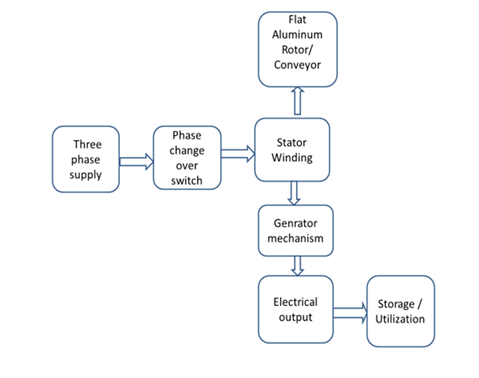 Flat
Aluminum
Rotor/
Conveyor
Three
phase
supply
Phase
change
over
switch
Stator
Winding
Genrator
mechanism
Electrical
output
Storage /
Utilization